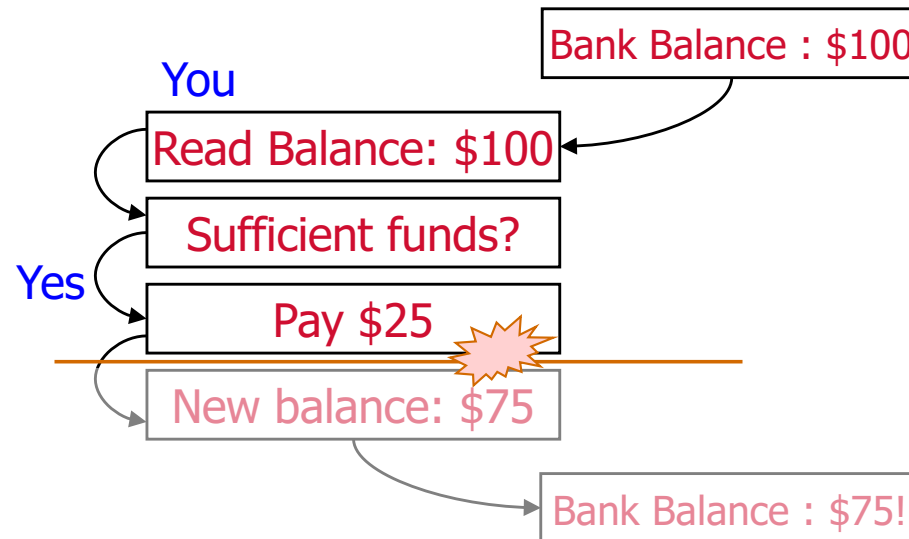 Bank Balance : $100
You
Read Balance: $100
Sufficient funds?
Yes
Pay $25
New balance: $75
Bank Balance : $75!